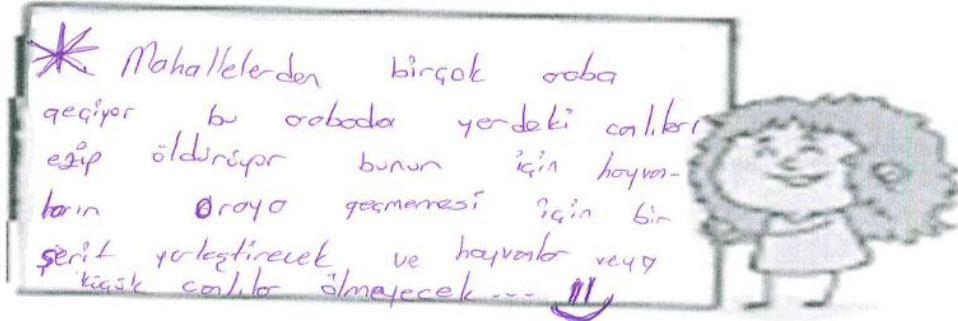 Mahallelerden birçok araba
geçiyor bu arabada yerdeki canlıları
ezip öldürüyor bunun için hayvan-
ların oraya geçmemesi için bir
şerit yerleştirecek ve hayvanlar veya
küçük canlılar ölmeyecek ...